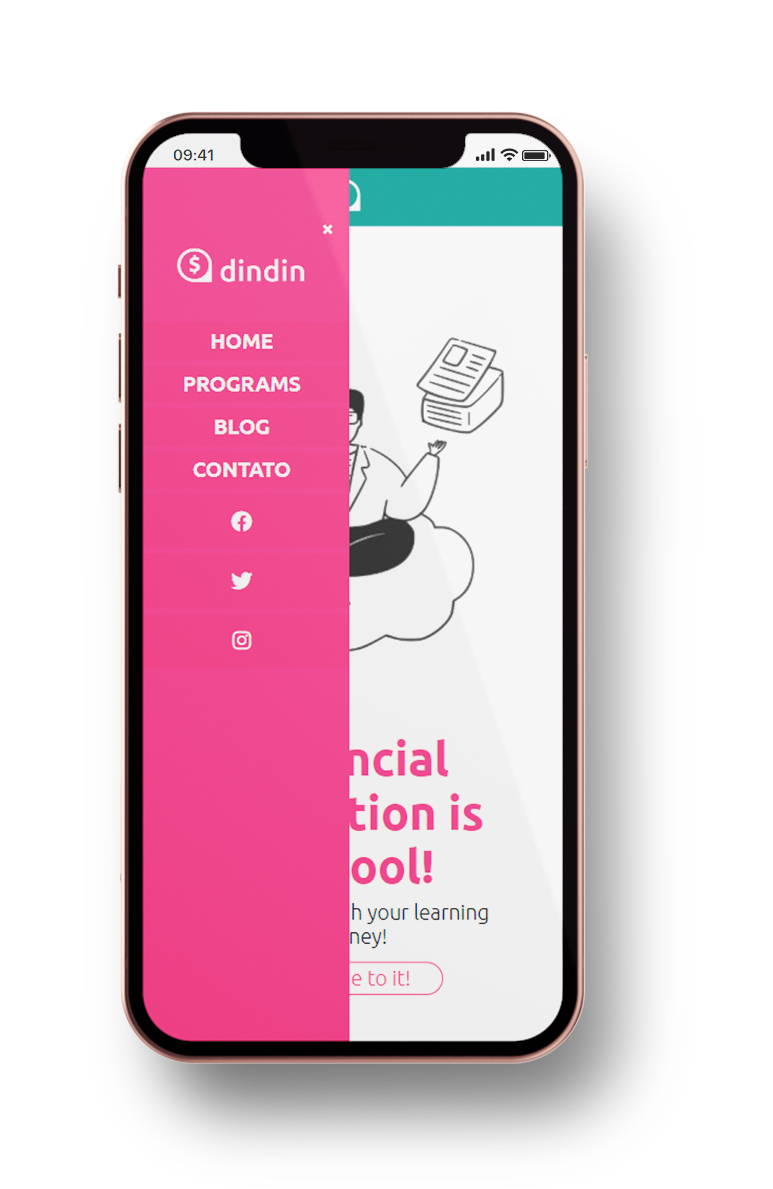 09:41
dindin
HOME
PROGRAMS
BLOG
CONTATO
ncial
tion is
ool!
h your learning
ney!
e to it!